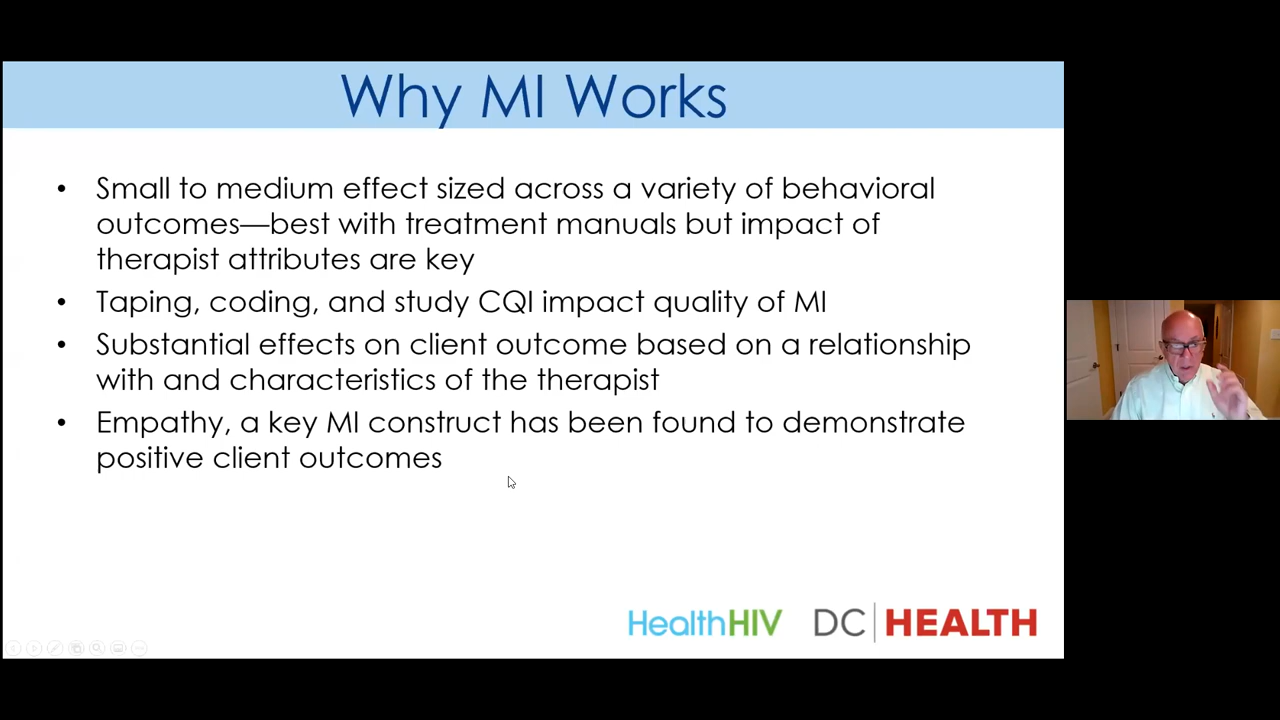 Why MI Works
• Small to medium effect sized across a variety of behavioral
outcomes—best with treatment manuals but impact of
therapist attributes are key
• Taping, coding, and study CQI impact quality of MI
• Substantial effects on client outcome based on a relationship
with and characteristics of the therapist
• Empathy, a key MI construct has been found to demonstrate
positive client outcomes
HealthHIV DC | HEALTH